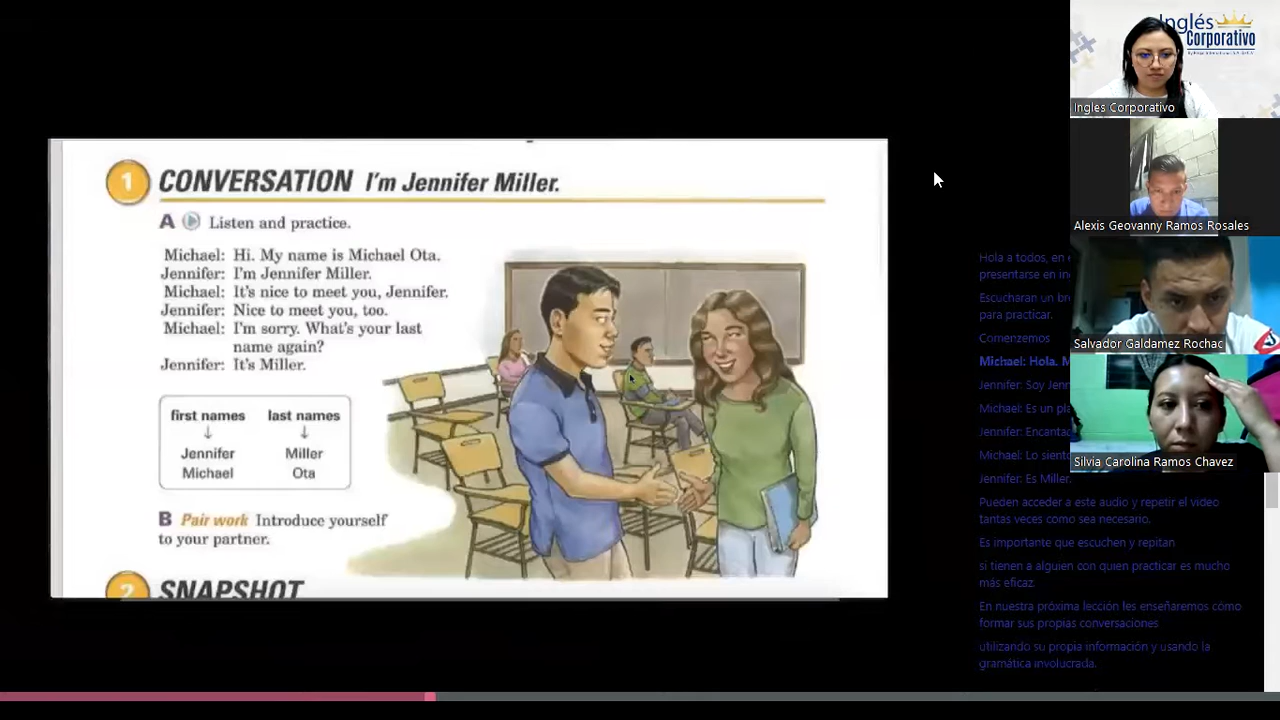 1 CONVERSATION I'm Jennifer Miller.
A Listen and practice.
Michael: Hi. My name is Michael Ota.
Jennifer: I'm Jennifer Miller.
Michael: It's nice to meet you, Jennifer.
Jennifer: Nice to meet you, too.
Michael: I'm sorry. What's your last
name again?
Jennifer: It's Miller.
first names last names
Jennifer Miller
Michael Ota
B Pair work Introduce yourself
to your partner.
2 SNAPSHOT
Inglés
Corporativo
Ingles Corporativo
Alexis Geovanny Ramos Rosales
Salvador Galdamez Rochac
Silvia Carolina Ramos Chavez
Hola a todos, en
presentarse en
Escucharan un
para practicar.
Comenzemos
Michael: Hola.
Jennifer: Soy
Michael: Es un
Jennifer:
Michael: Lo
Jennifer: Es Miller.
Pueden acceder a este audio y repetir el video
tantas veces como sea necesario.
Es importante que escuchen y repitan
si tienen a alguien con quien practicar es mucho
más eficaz.
En nuestra próxima lección les enseñaremos cómo
formar sus propias conversaciones
utilizando su propia información y usando la
gramática involucrada.